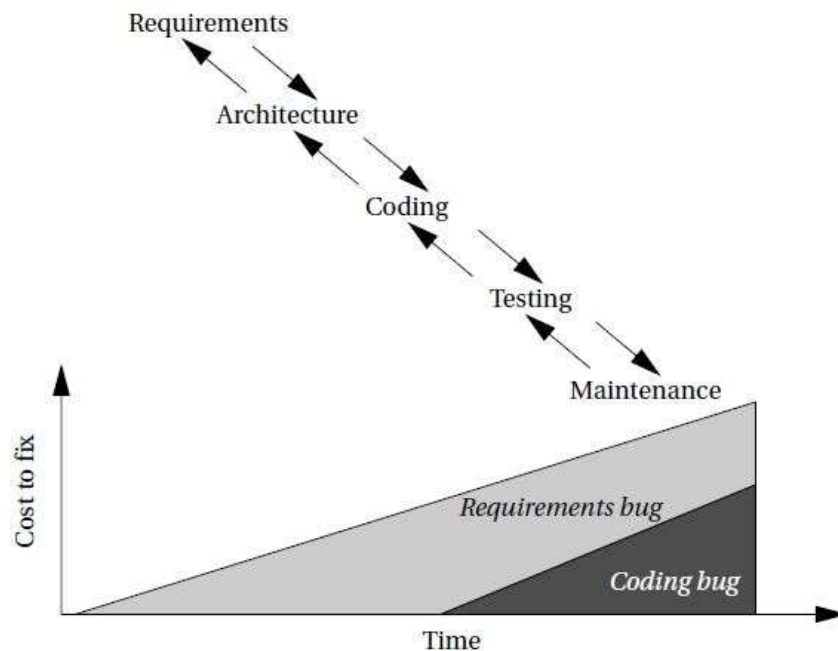 Requirements
Architecture
Coding
Testing
Maintenance
Cost to fix
Requirements bug
Coding bug
Time